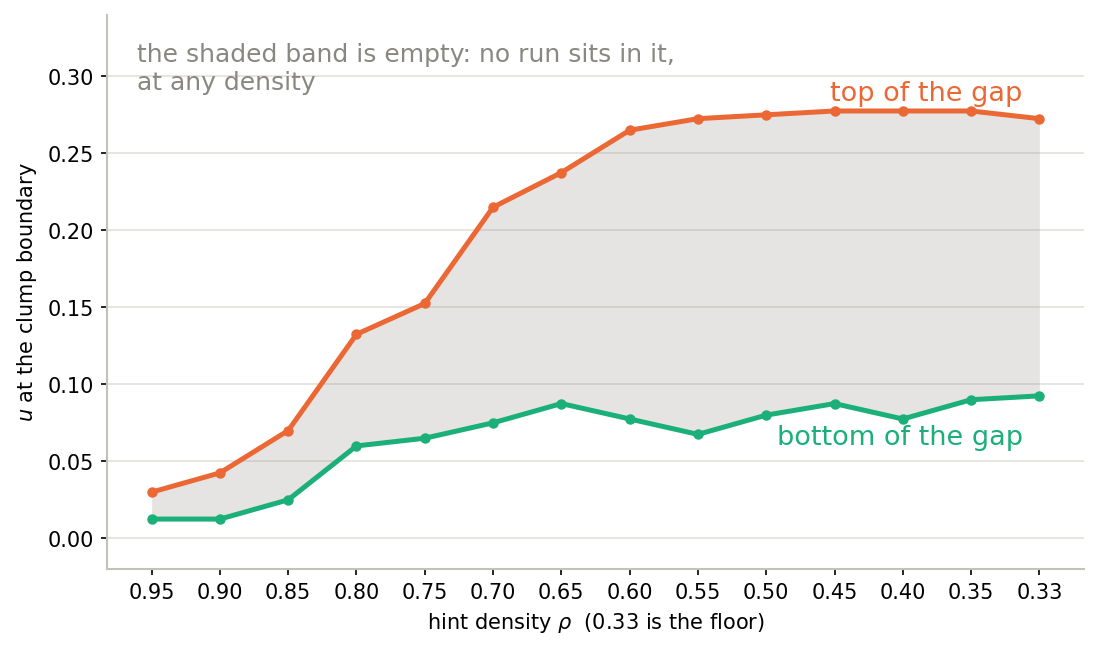 the shaded band is empty: no run sits in it,
at any density
top of the gap
bottom of the gap
u at the clump boundary
0.30
0.25
0.20
0.15
0.10
0.05
0.00
0.95 0.90 0.85 0.80 0.75 0.70 0.65 0.60 0.55 0.50 0.45 0.40 0.35 0.33
hint density ρ (0.33 is the floor)